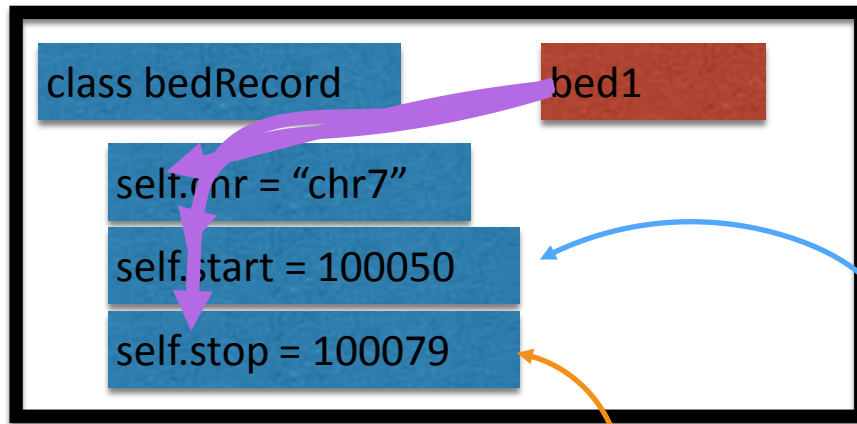 class bedRecord
bed1
self.chr = “chr7”
self.start = 100050
self.stop = 100079